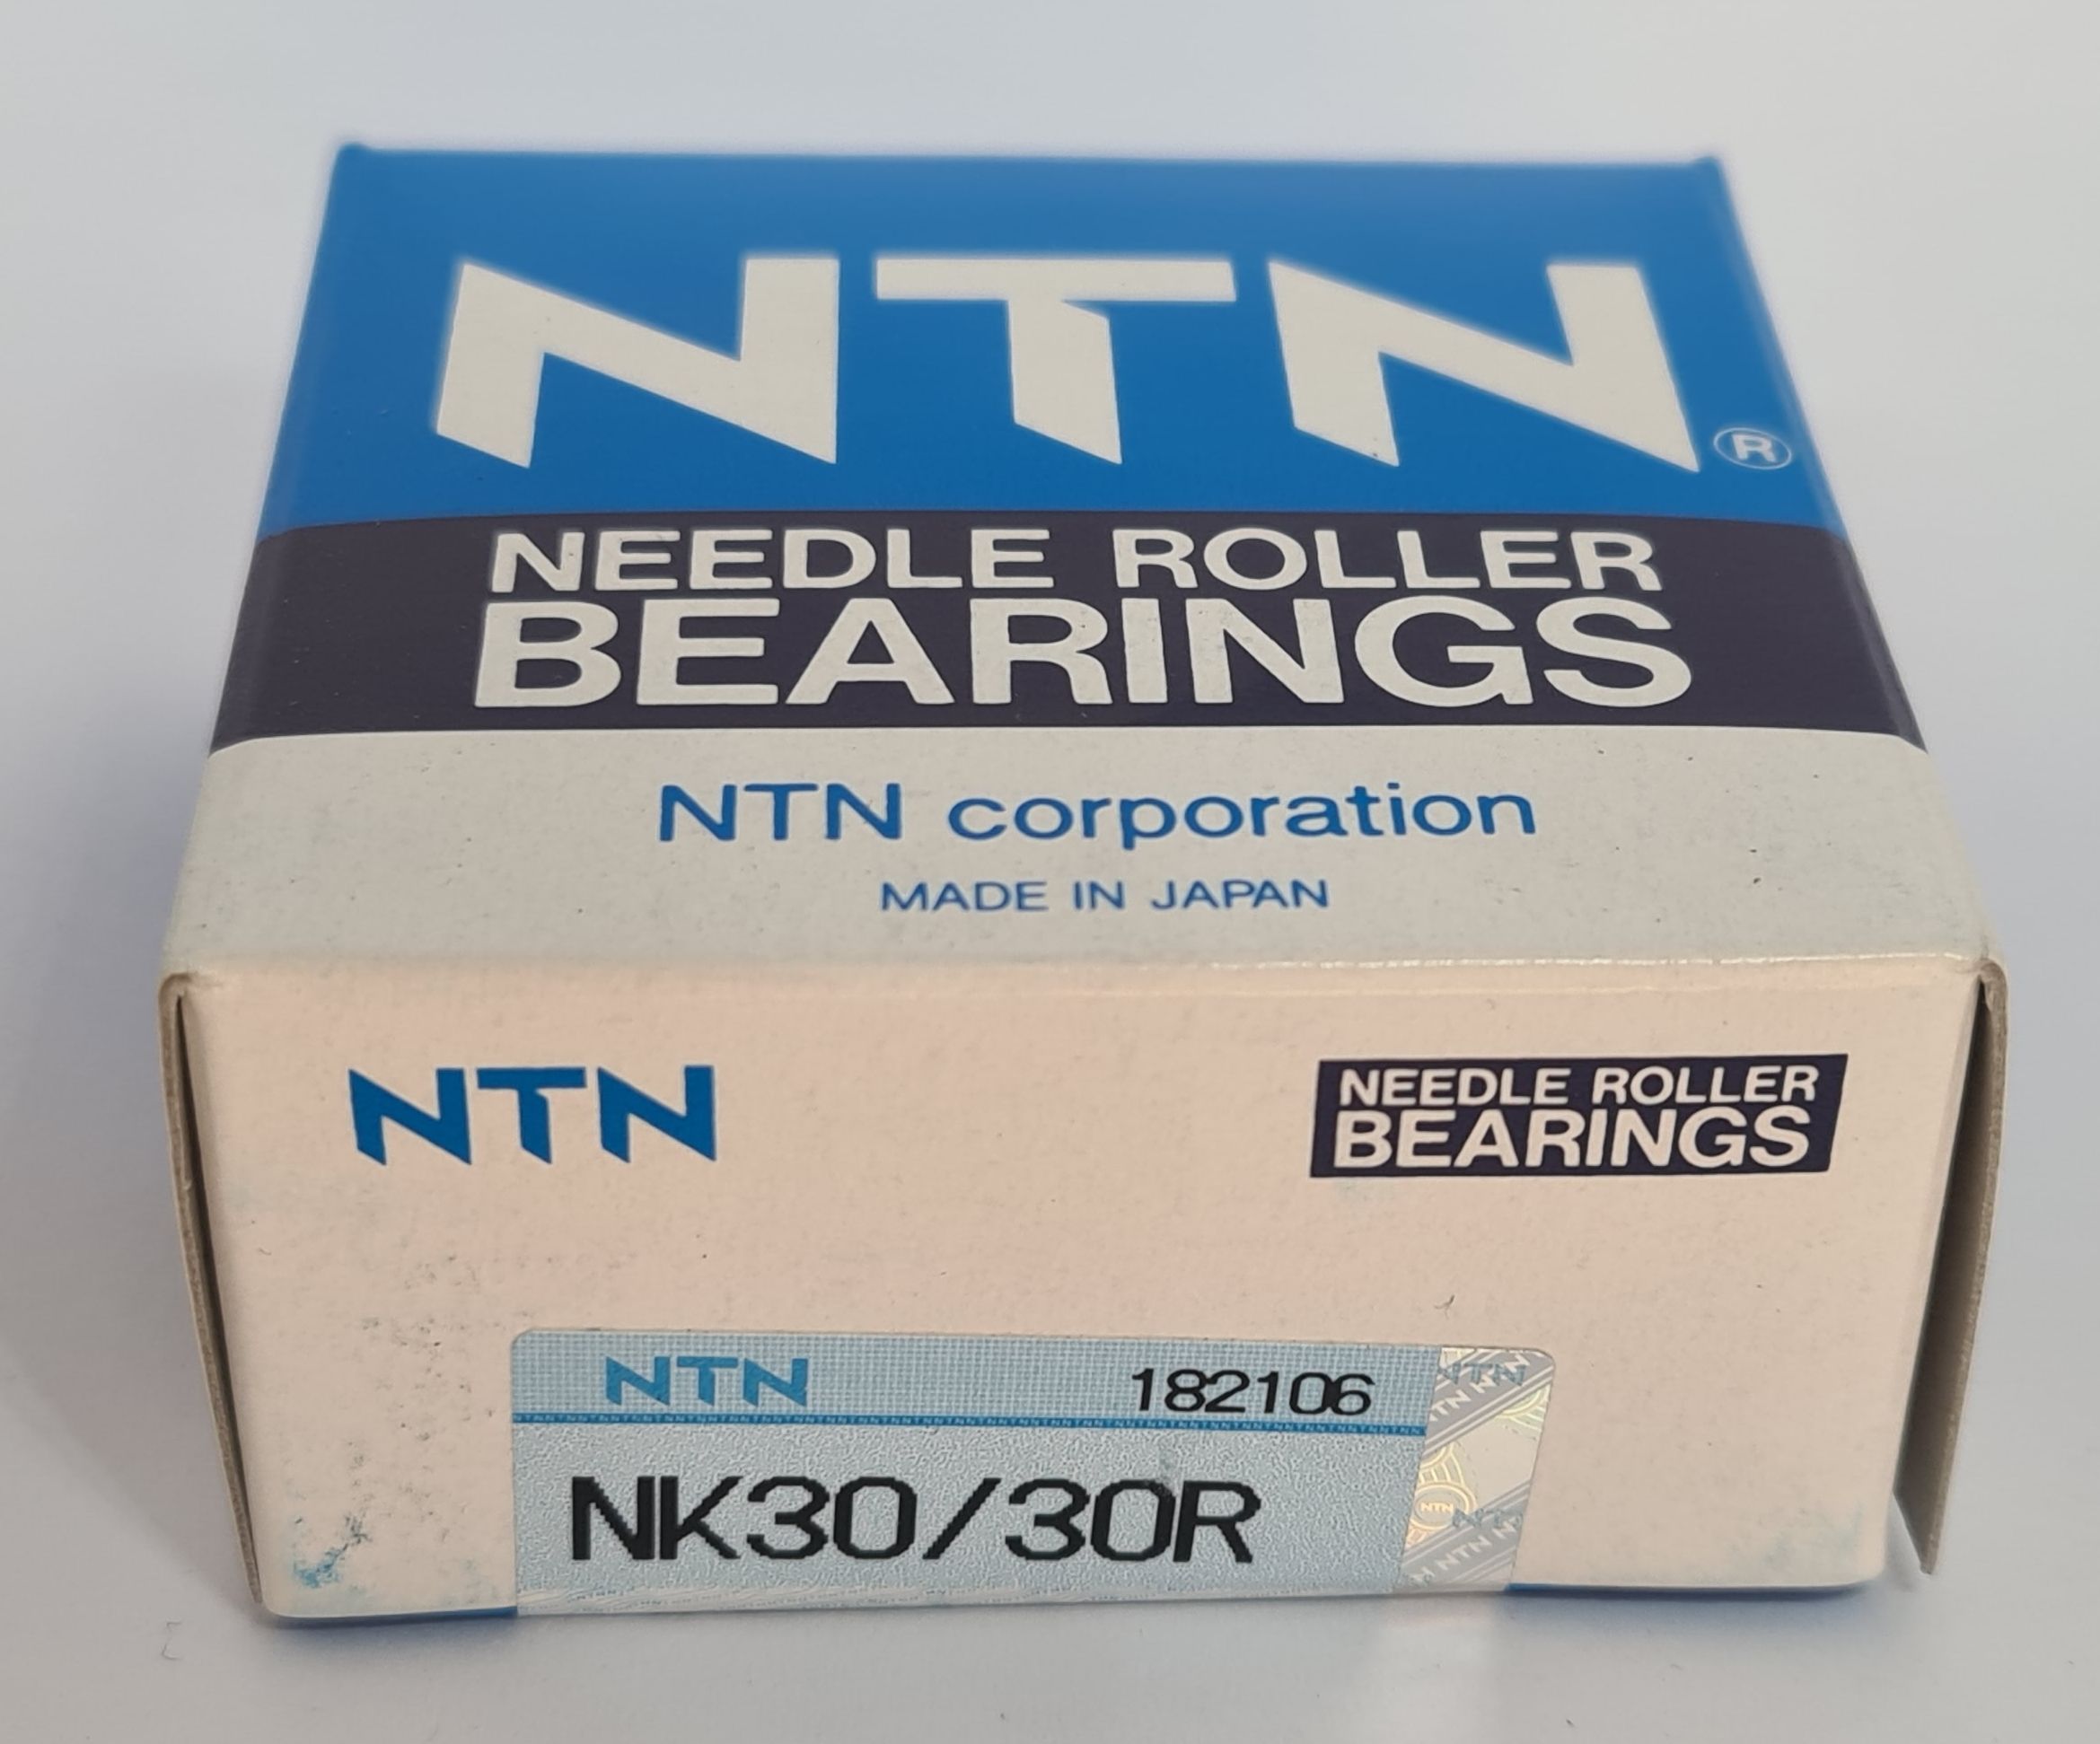 NTN®
NEEDLE ROLLER
BEARINGS
NTN corporation
MADE IN JAPAN
NTN
NEEDLE ROLLER
BEARINGS
NTN 182106
NK30/30R